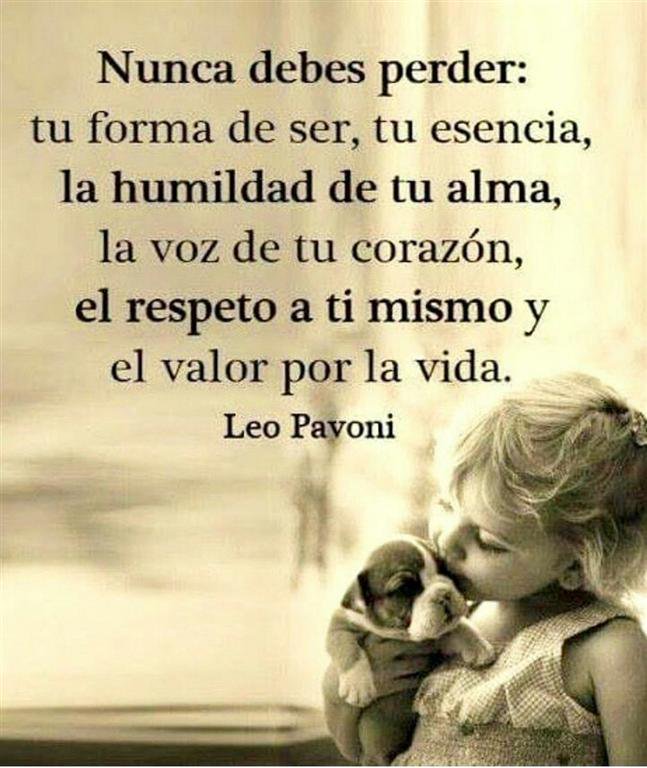 Nunca debes perder:
tu forma de ser, tu esencia,
la humildad de tu alma,
la voz de tu corazón,
el respeto a ti mismo y
el valor por la vida.
Leo Pavoni